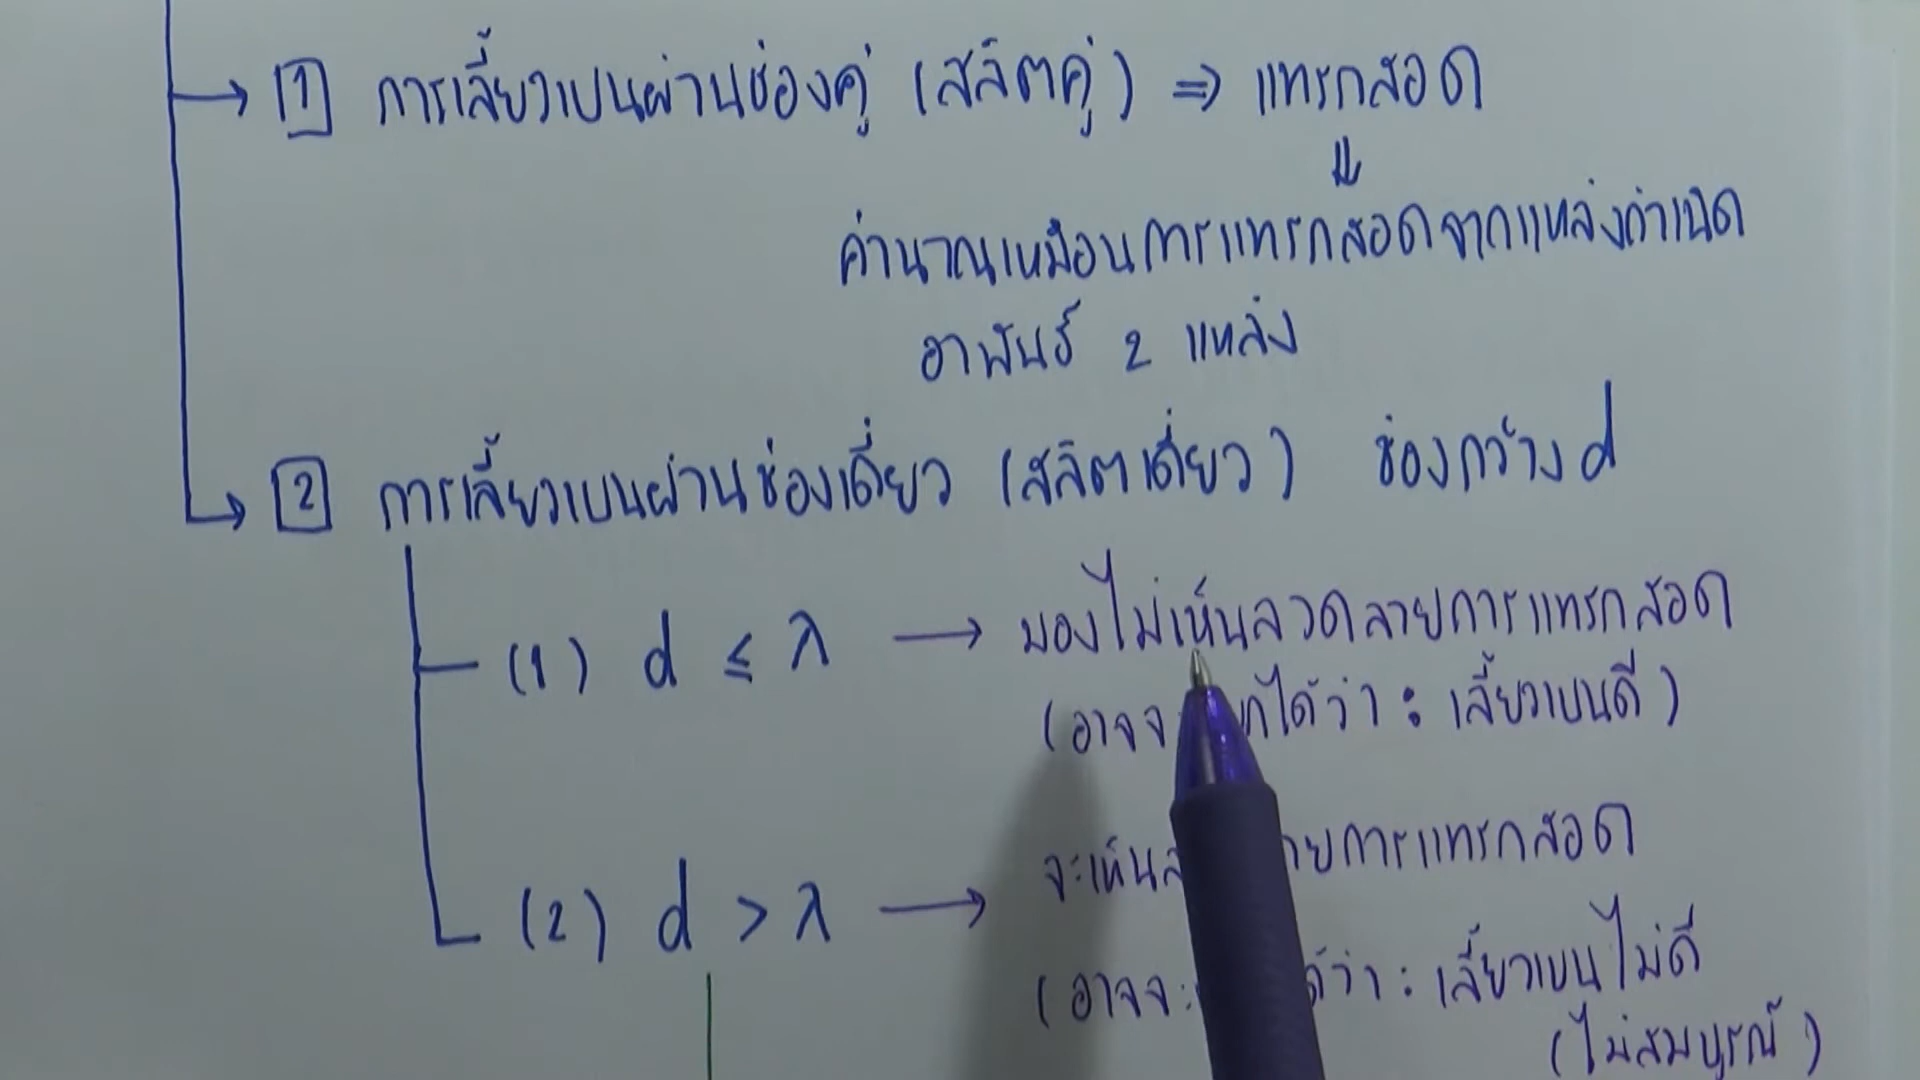 1 การเลี้ยวเบนผ่านช่องคู่ (สลิตคู่) ⇒ แทรกสอด
⇓
คำนวณเหมือนการแทรกสอดจากแหล่งกำเนิด
อาพันธ์ 2 แหล่ง
2 การเลี้ยวเบนผ่านช่องเดี่ยว (สลิตเดี่ยว) ช่องกว้าง d
(1) d ≤ λ → มองไม่เห็นลวดลายการแทรกสอด
(อาจจะ ได้ว่า : เลี้ยวเบนดี)
(2) d > λ → จะเห็น การแทรกสอด
(อาจจะ ได้ว่า : เลี้ยวเบนไม่ดี
(ไม่สมบูรณ์)